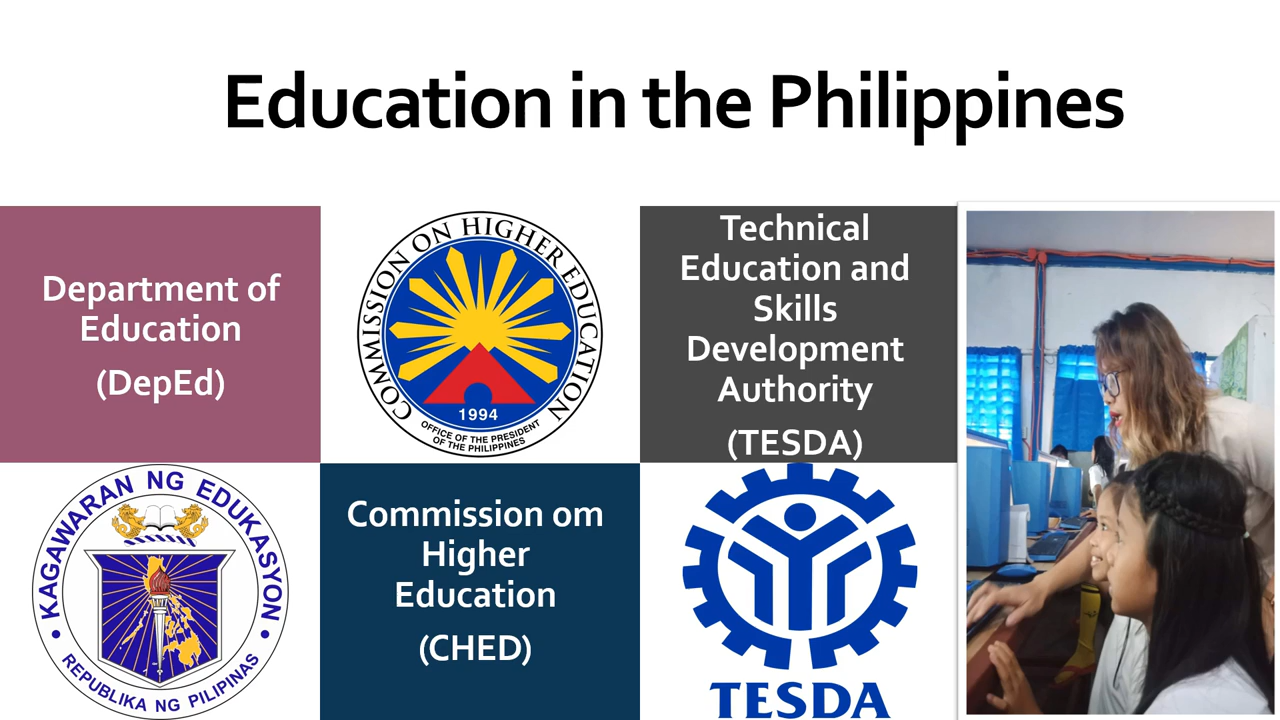 Education in the Philippines
Department of
Education
(DepEd)
COMMISSION ON HIGHER EDUCATION
1994
OFFICE OF THE PRESIDENT
OF THE PHILIPPINES
Technical
Education and
Skills
Development
Authority
(TESDA)
KAGAWARAN NG EDUKASYON
REPUBLIKA NG PILIPINAS
Commission om
Higher
Education
(CHED)
TESDA